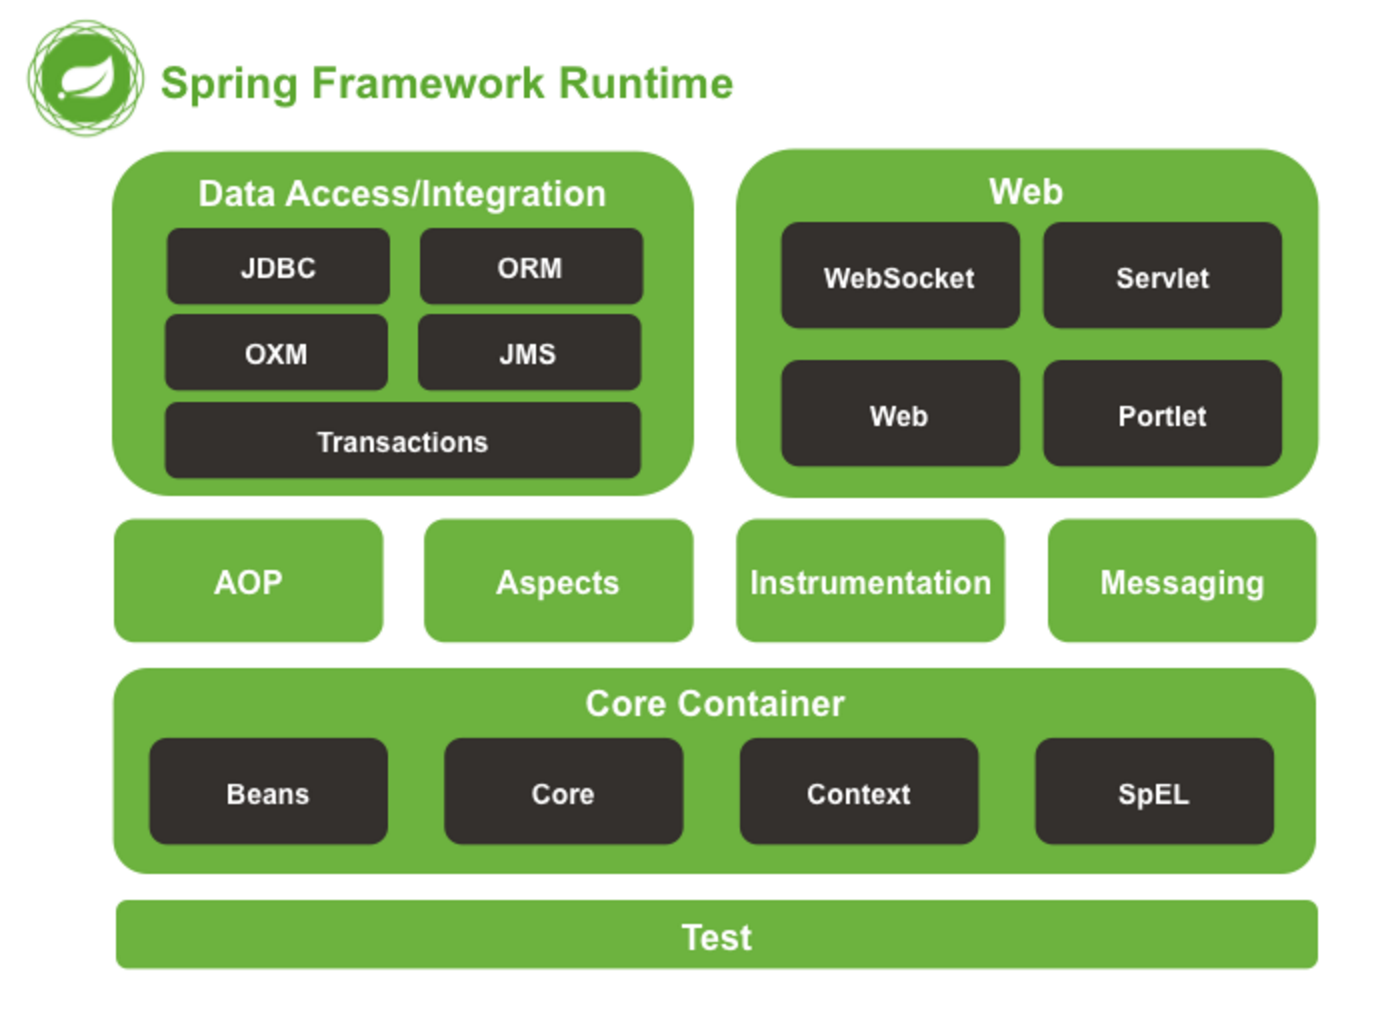 Spring Framework Runtime
Data Access/Integration
JDBC
ORM
OXM
JMS
Transactions
Web
WebSocket
Servlet
Web
Portlet
AOP
Aspects
Instrumentation
Messaging
Core Container
Beans
Core
Context
SpEL
Test